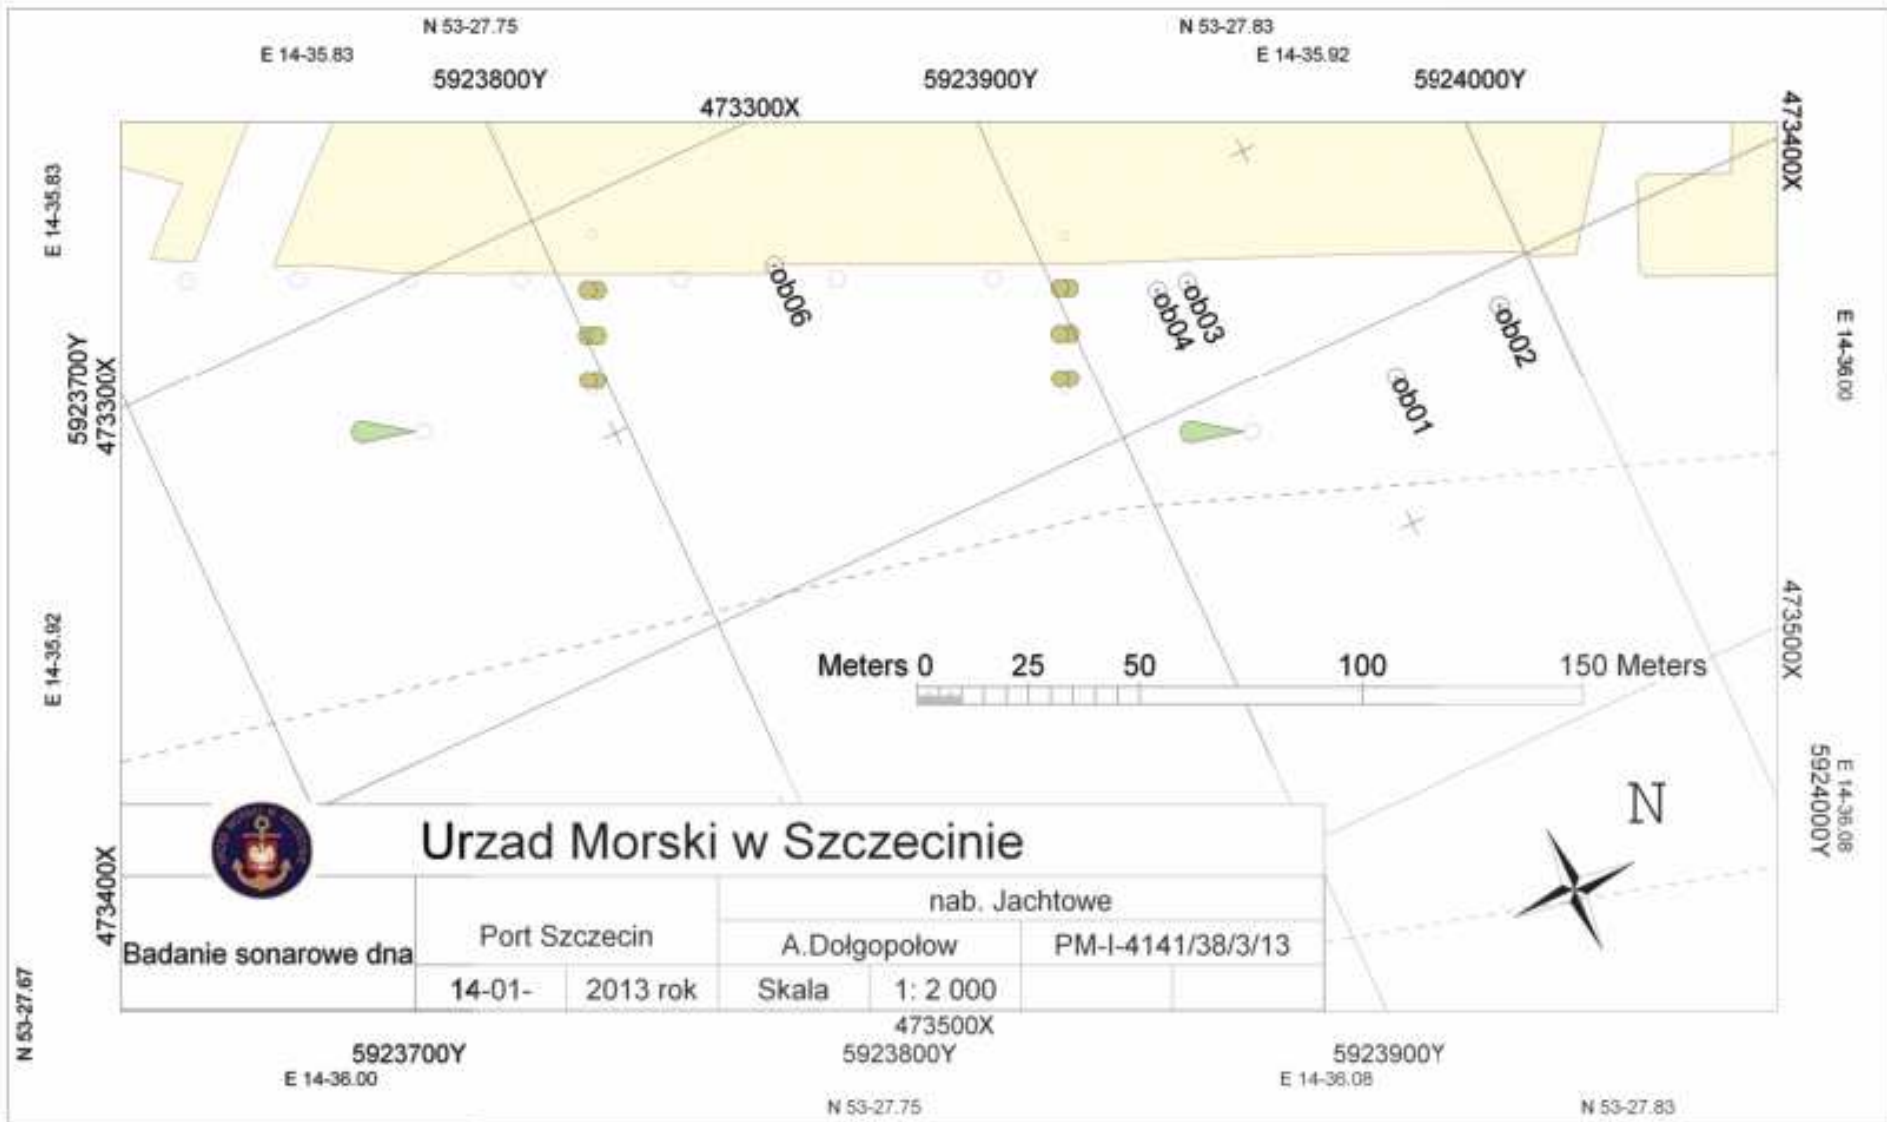 N 53-27.75
N 53-27.83
E 14-35.83
E 14-35.92
5923800Y
5923900Y
5924000Y
473300X
473400X
E 14-35.83
ob06
ob04
ob03
ob02
ob01
5923700Y
473300X
E 14-36.00
E 14-35.92
473500X
Meters 0 25 50 100 150 Meters
E 14-36.08
5924000Y
N
473400X
N 53-27.67
Urzad Morski w Szczecinie
Badanie sonarowe dna
Port Szczecin
nab. Jachtowe
A.Dołgopołow
PM-I-4141/38/3/13
14-01-
2013 rok
Skala
1: 2 000
473500X
5923700Y
5923800Y
5923900Y
E 14-36.00
E 14-36.08
N 53-27.75
N 53-27.83